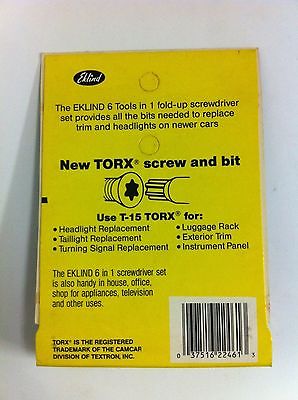 Eklind
The EKLIND 6 Tools in 1 fold-up screwdriver
set provides all the bits needed to replace
trim and headlights on newer cars
New TORX® screw and bit
Use T-15 TORX® for:
• Headlight Replacement
• Taillight Replacement
• Turning Signal Replacement
• Luggage Rack
• Exterior Trim
• Instrument Panel
The EKLIND 6 in 1 screwdriver set
is also handy in house, office,
shop for appliances, television
and other uses.
TORX® IS THE REGISTERED
TRADEMARK OF THE CAMCAR
DIVISION OF TEXTRON, INC.
0 37516 22461 3